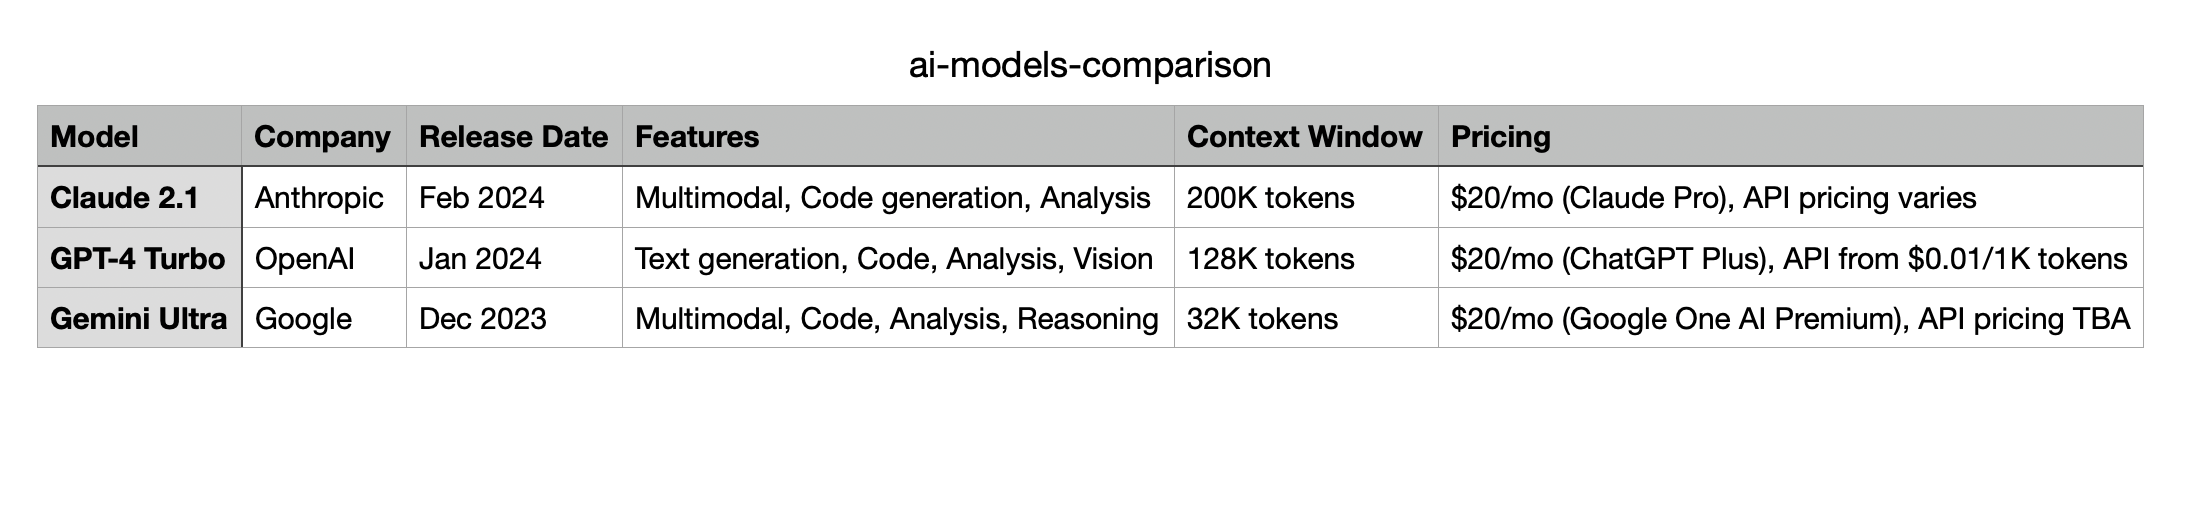 ai-models-comparison
Model Company Release Date Features Context Window Pricing
Claude 2.1 Anthropic Feb 2024 Multimodal, Code generation, Analysis 200K tokens $20/mo (Claude Pro), API pricing varies
GPT-4 Turbo OpenAI Jan 2024 Text generation, Code, Analysis, Vision 128K tokens $20/mo (ChatGPT Plus), API from $0.01/1K tokens
Gemini Ultra Google Dec 2023 Multimodal, Code, Analysis, Reasoning 32K tokens $20/mo (Google One AI Premium), API pricing TBA